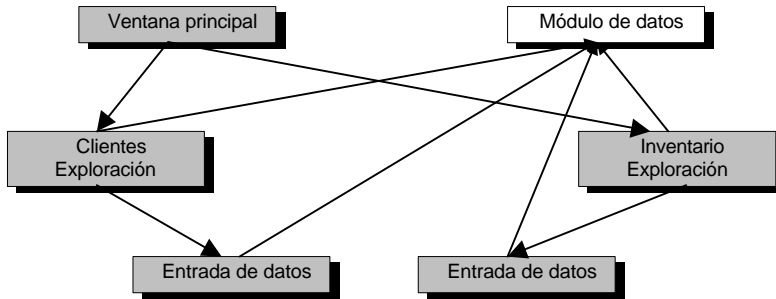 Ventana principal
Módulo de datos
Clientes
Exploración
Inventario
Exploración
Entrada de datos
Entrada de datos